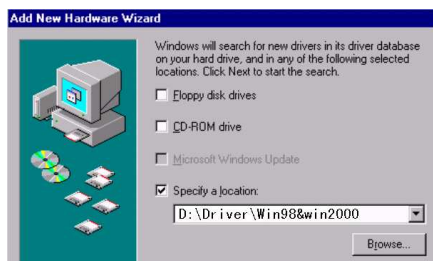 Add New Hardware Wizard
Windows will search for new drivers in its driver database
on your hard drive, and in any of the following selected
locations. Click Next to start the search.
Floppy disk drives
CD-ROM drive
Microsoft Windows Update
Specify a location:
D:\Driver\Win98&win2000
Browse...